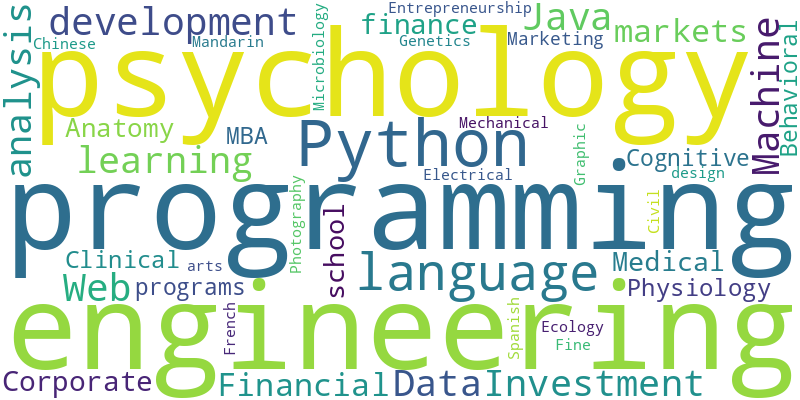 Entrepreneurship
development
finance
Java
markets
Chinese
Mandarin
Genetics
Marketing
Microbiology
analysis
psychology
Machine
Behavioral
Anatomy
MBA
Python
Mechanical
Graphic
learning
Cognitive
Electrical
design
programming
Photography
school
Civil
Clinical
arts
language
Medical
Web
programs
Physiology
French
Spanish
engineering
Ecology
Fine
Corporate
Financial
Data
Investment